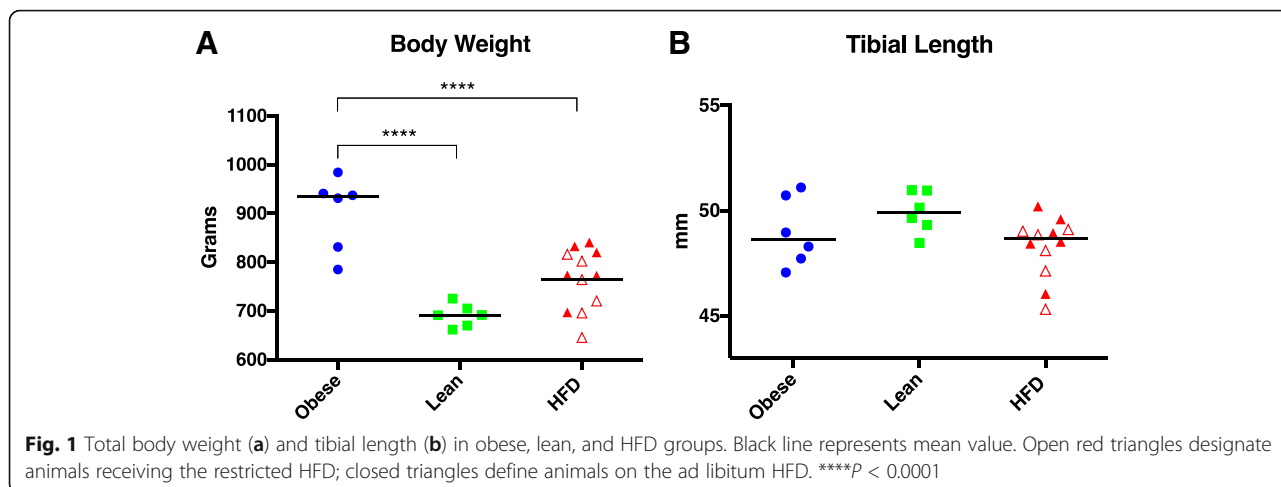 A
Body Weight
****
****
1100
1000
900
800
700
600
Grams
Obese
Lean
HFD
B
Tibial Length
55
50
45
mm
Obese
Lean
HFD
Fig. 1 Total body weight (a) and tibial length (b) in obese, lean, and HFD groups. Black line represents mean value. Open red triangles designate
animals receiving the restricted HFD; closed triangles define animals on the ad libitum HFD. ****P < 0.0001